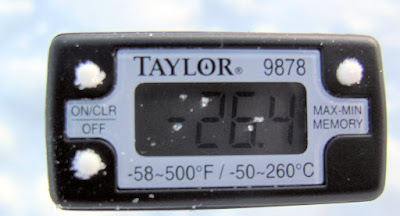 TAYLOR® 9878
ON/CLR
OFF
-26.4
MAX-MIN
MEMORY
-58~500°F / -50~260°C